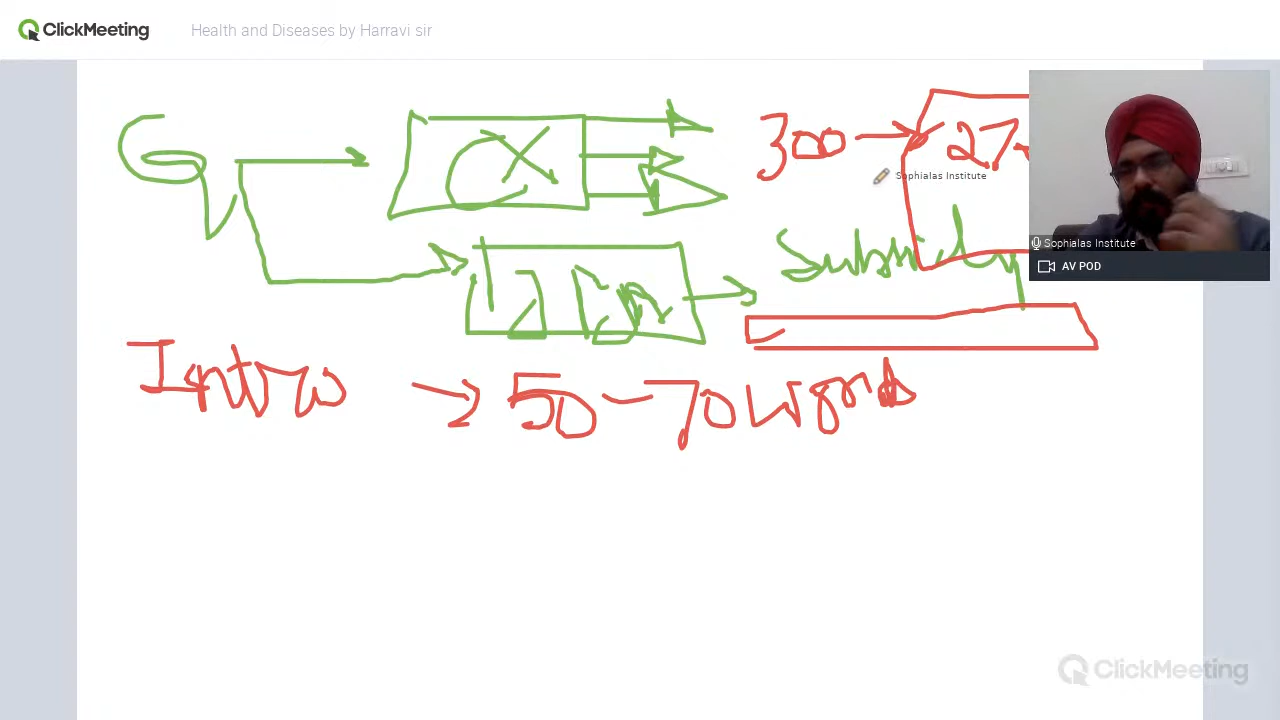 ClickMeeting
Health and Diseases by Harravi sir
300
27
Sophialas Institute
Sophialas Institute
AV POD
Subsidy
Intro → 50-70 words
ClickMeeting